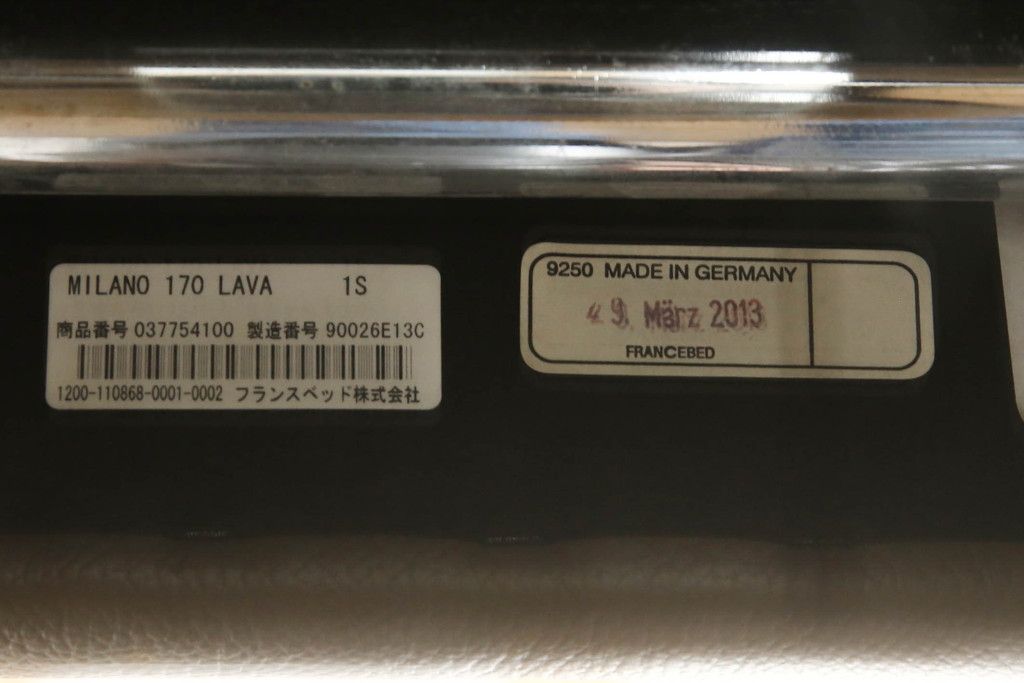 MILANO 170 LAVA 1S
商品番号 037754100 製造番号 90026E13C
1200-110868-0001-0002 フランスベッド株式会社
9250 MADE IN GERMANY
9. März 2013
FRANCEBED